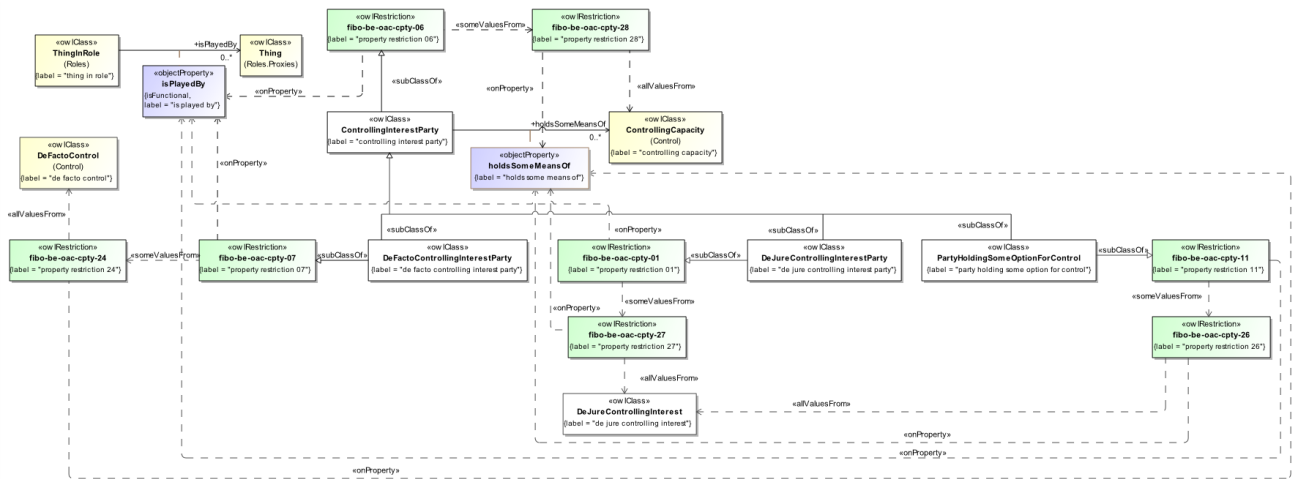 «owlRestriction»
fibo-be-oac-cpty-06
{label = "property restriction 06"}
«someValuesFrom»
«owlRestriction»
fibo-be-oac-cpty-28
{label = "property restriction 28"}
«owlClass»
ThingInRole
(Roles)
{label = "thing in role"}
+isPlayedBy
0..*
«owlClass»
Thing
(Roles.Proxies)
«objectProperty»
isPlayedBy
{isFunctional,
label = "is played by"}
«onProperty»
«subClassOf»
«onProperty»
«allValuesFrom»
«owlClass»
ControllingInterestParty
{label = "controlling interest party"}
+holdsSomeMeansOf
0..*
«owlClass»
ControllingCapacity
(Control)
{label = "controlling capacity"}
«owlClass»
DeFactoControl
(Control)
{label = "de facto control"}
«onProperty»
«objectProperty»
holdsSomeMeansOf
{label = "holds some means of"}
«allValuesFrom»
«subClassOf»
«onProperty»
«subClassOf»
«subClassOf»
«owlRestriction»
fibo-be-oac-cpty-24
{label = "property restriction 24"}
«someValuesFrom»
«owlRestriction»
fibo-be-oac-cpty-07
{label = "property restriction 07"}
«subClassOf»
«owlClass»
DeFactoControllingInterestParty
{label = "de facto controlling interest party"}
«owlRestriction»
fibo-be-oac-cpty-01
{label = "property restriction 01"}
«subClassOf»
«owlClass»
DeJureControllingInterestParty
{label = "de jure controlling interest party"}
«owlClass»
PartyHoldingSomeOptionForControl
{label = "party holding some option for control"}
«subClassOf»
«owlRestriction»
fibo-be-oac-cpty-11
{label = "property restriction 11"}
«someValuesFrom»
«someValuesFrom»
«onProperty»
«owlRestriction»
fibo-be-oac-cpty-27
{label = "property restriction 27"}
«owlRestriction»
fibo-be-oac-cpty-26
{label = "property restriction 26"}
«allValuesFrom»
«owlClass»
DeJureControllingInterest
{label = "de jure controlling interest"}
«allValuesFrom»
«onProperty»
«onProperty»
«onProperty»